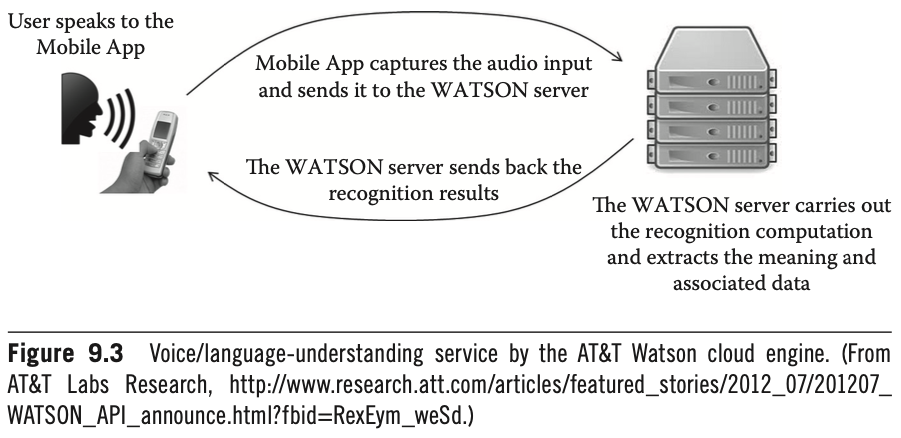 User speaks to the
Mobile App
Mobile App captures the audio input
and sends it to the WATSON server
The WATSON server sends back the
recognition results
The WATSON server carries out
the recognition computation
and extracts the meaning and
associated data
Figure 9.3 Voice/language-understanding service by the AT&T Watson cloud engine. (From
AT&T Labs Research, http://www.research.att.com/articles/featured_stories/2012_07/201207_
WATSON_API_announce.html?fbid=RexEym_weSd.)